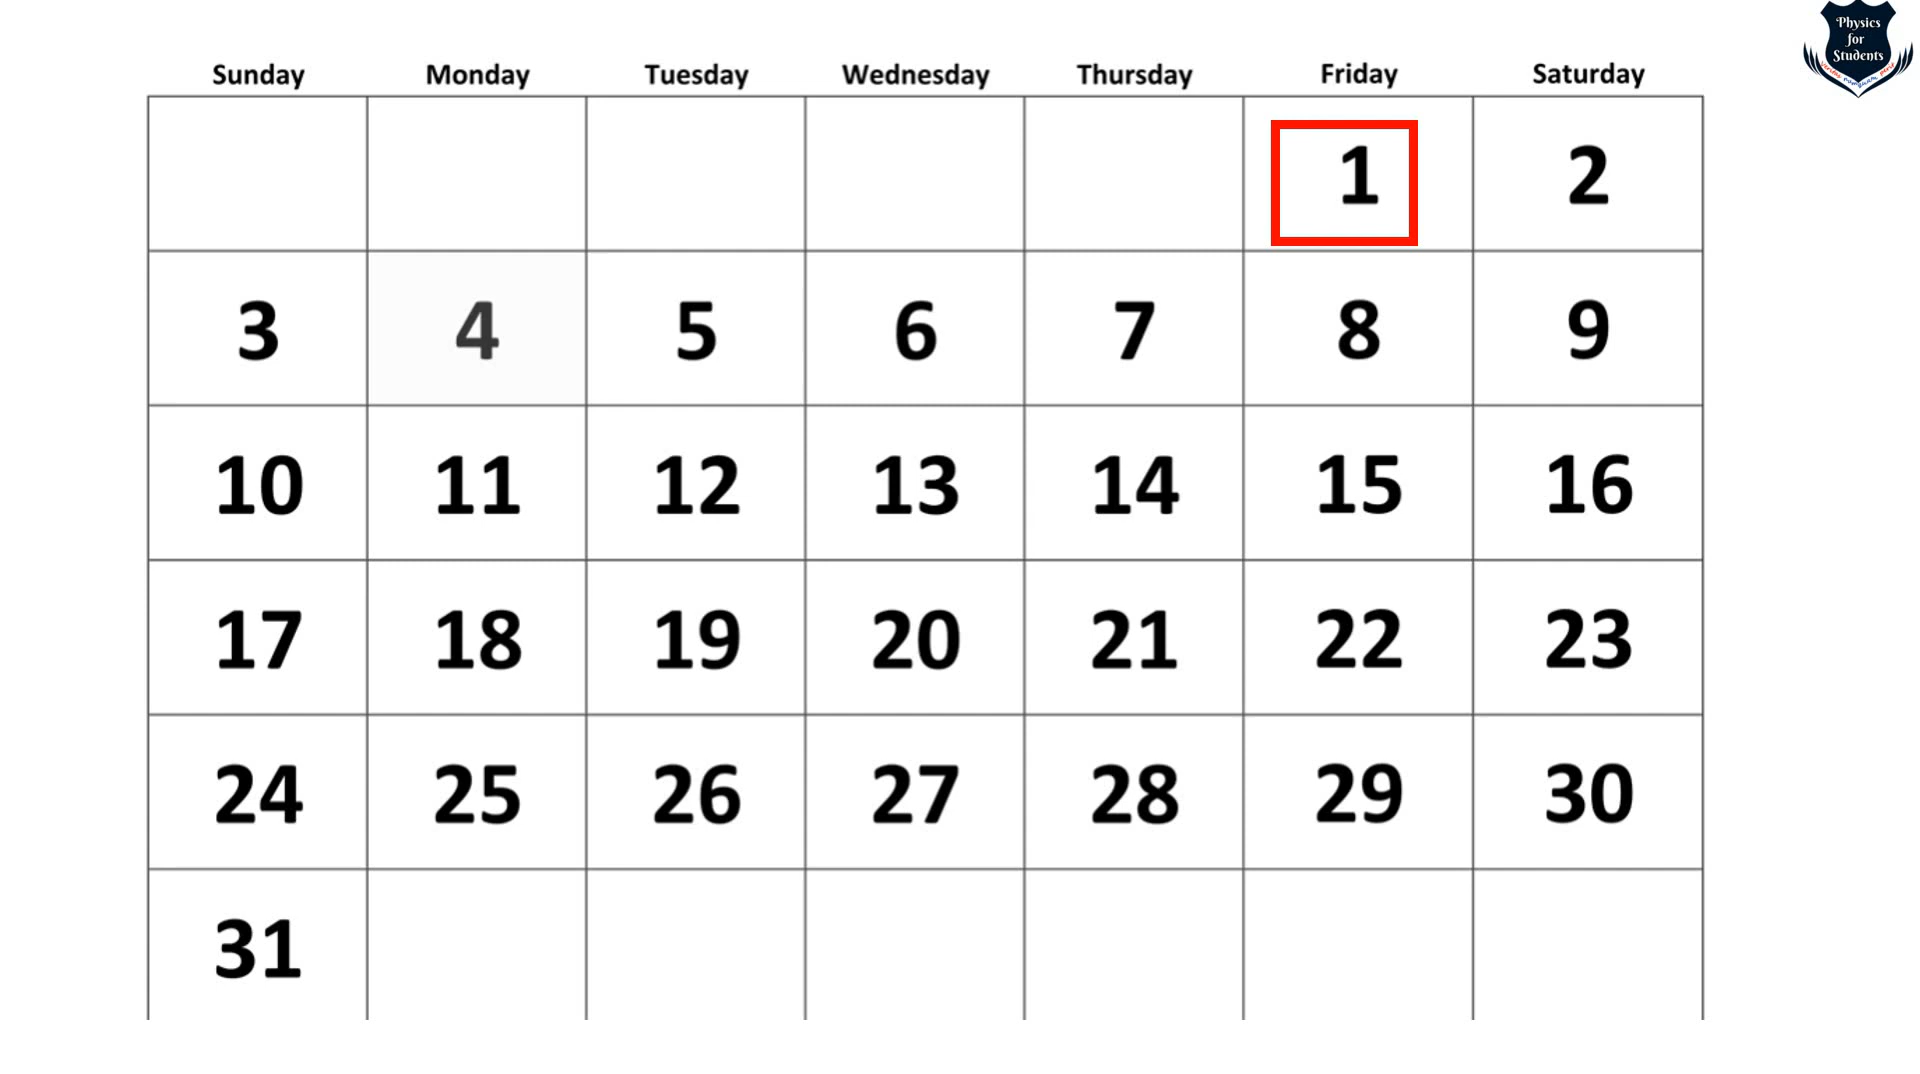 Physics
for
Students
Sunday Monday Tuesday Wednesday Thursday Friday Saturday
1 2
3 4 5 6 7 8 9
10 11 12 13 14 15 16
17 18 19 20 21 22 23
24 25 26 27 28 29 30
31